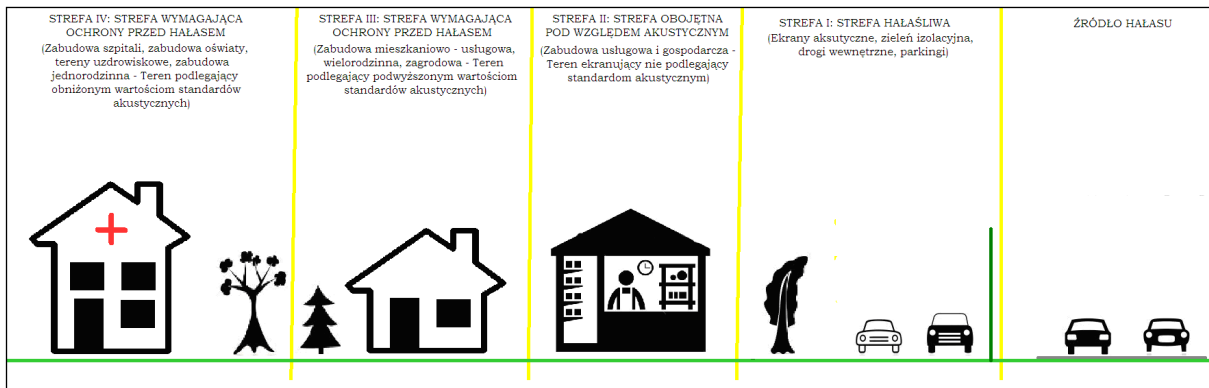 STREFA IV: STREFA WYMAGAJĄCA
OCHRONY PRZED HAŁASEM
(Zabudowa szpitali, zabudowa oświaty,
tereny uzdrowiskowe, zabudowa
jednorodzinna - Teren podlegający
obniżonym wartościom standardów
akustycznych)
STREFA III: STREFA WYMAGAJĄCA
OCHRONY PRZED HAŁASEM
(Zabudowa mieszkaniowo - usługowa,
wielorodzinna, zagrodowa - Teren
podlegający podwyższonym wartościom
standardów akustycznych)
STREFA II: STREFA OBOJĘTNA
POD WZGLĘDEM AKUSTYCZNYM
(Zabudowa usługowa i gospodarcza -
Teren ekranujący nie podlegający
standardom akustycznym)
STREFA I: STREFA HAŁAŚLIWA
(Ekrany aksutyczne, zieleń izolacyjna,
drogi wewnętrzne, parkingi)
ŹRÓDŁO HAŁASU